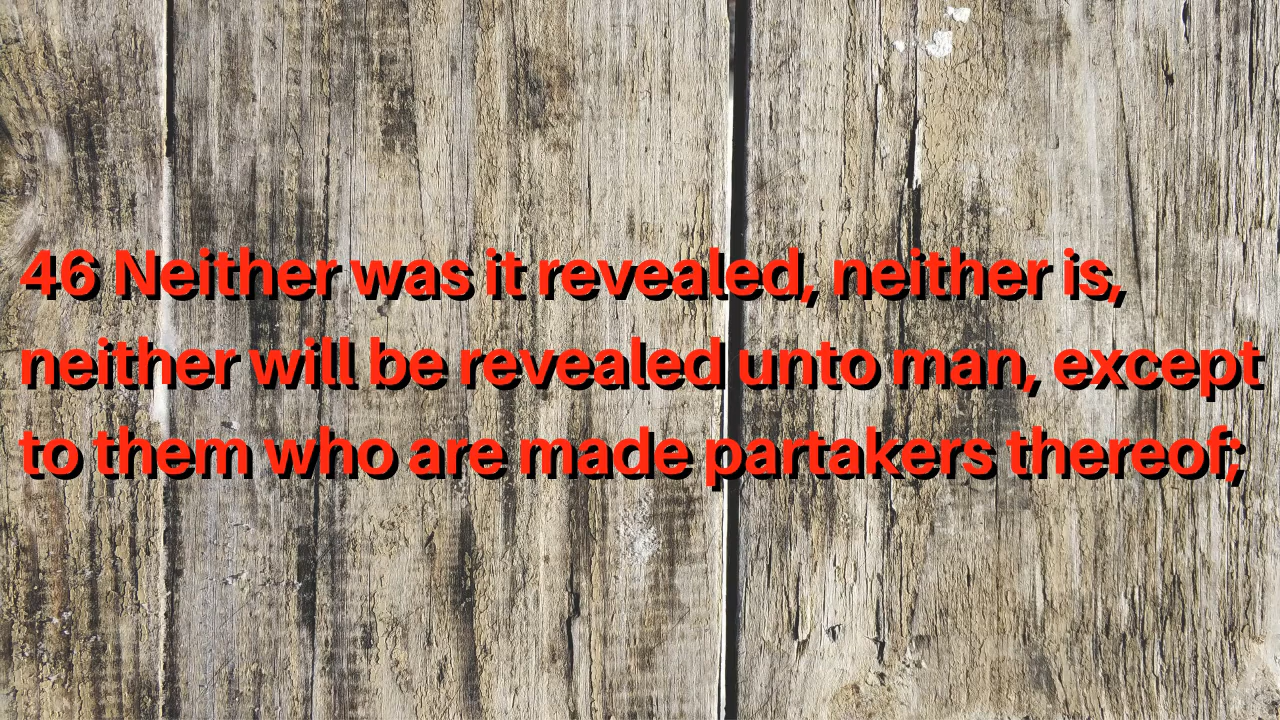 46 Neither was it revealed, neither is,
neither will be revealed unto man, except
to them who are made partakers thereof;